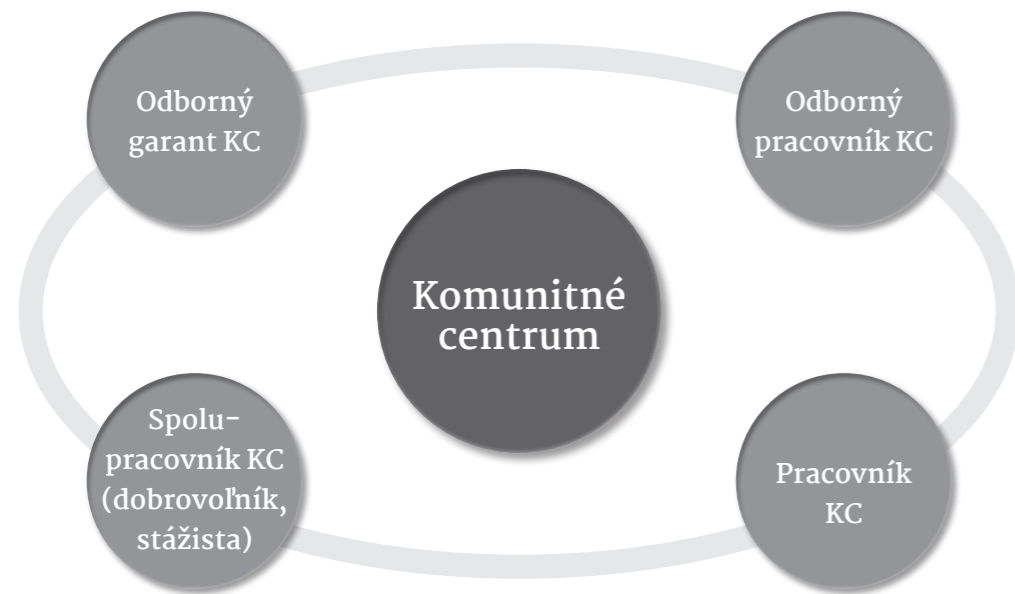 Odborný
garant KC
Odborný
pracovník KC
Komunitné
centrum
Spolu-
pracovník KC
(dobrovoľník,
stážista)
Pracovník
KC